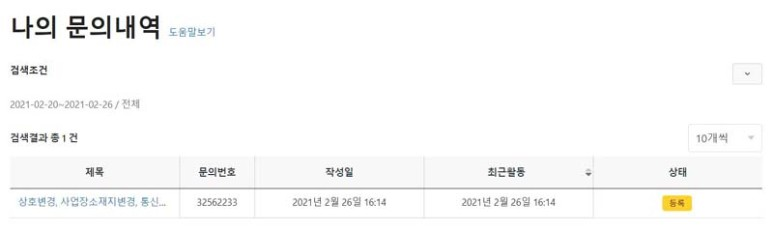 나의 문의내역 도움말보기
검색조건
2021-02-20~2021-02-26 / 전체
검색결과 총 1 건
10개씩
제목 문의번호 작성일 최근활동 상태
상호변경, 사업장소재지변경, 통신... 32562233 2021년 2월 26일 16:14 2021년 2월 26일 16:14 등록